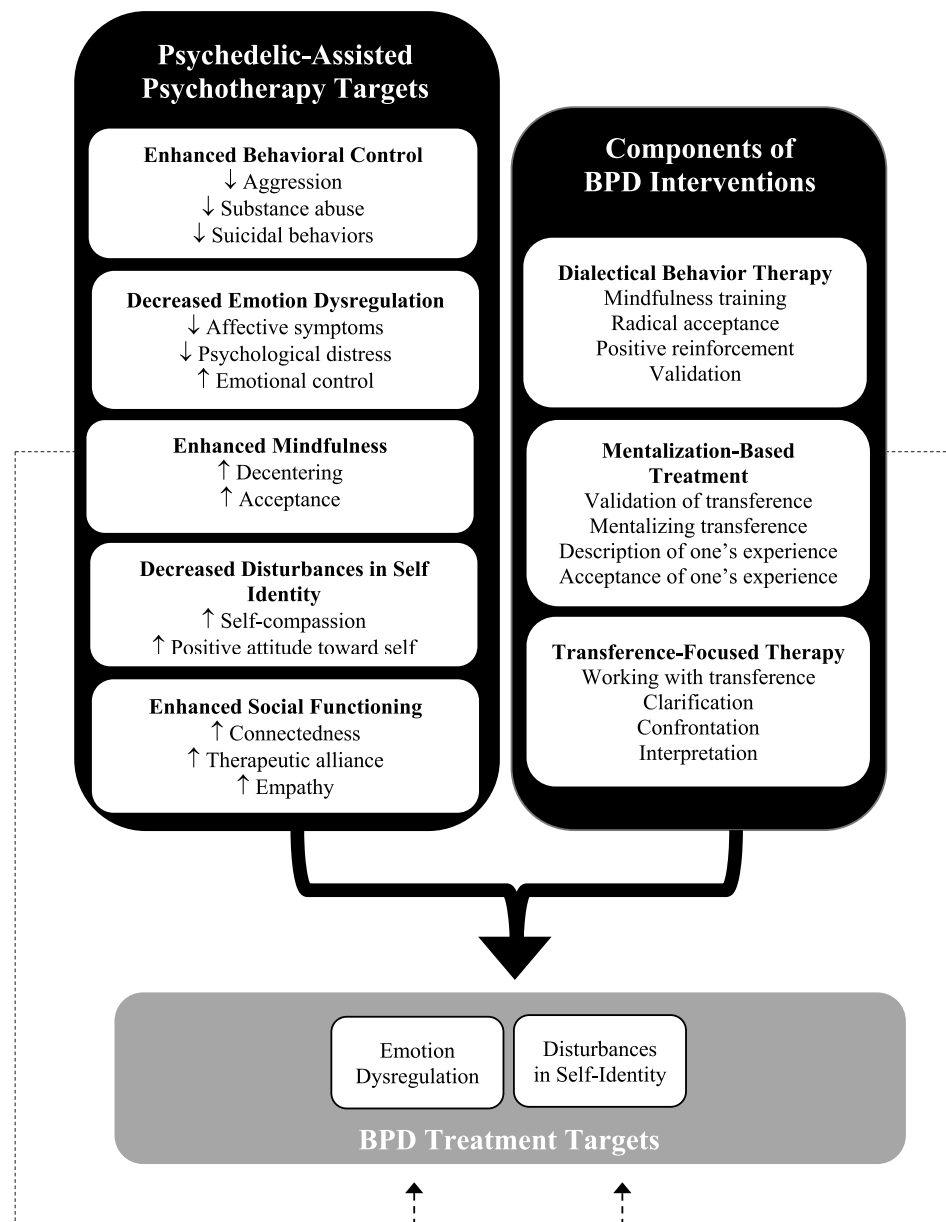 Psychedelic-Assisted
Psychotherapy Targets
Enhanced Behavioral Control
↓ Aggression
↓ Substance abuse
↓ Suicidal behaviors
Decreased Emotion Dysregulation
↓ Affective symptoms
↓ Psychological distress
↑ Emotional control
Enhanced Mindfulness
↑ Decentering
↑ Acceptance
Decreased Disturbances in Self
Identity
↑ Self-compassion
↑ Positive attitude toward self
Enhanced Social Functioning
↑ Connectedness
↑ Therapeutic alliance
↑ Empathy
Components of
BPD Interventions
Dialectical Behavior Therapy
Mindfulness training
Radical acceptance
Positive reinforcement
Validation
Mentalization-Based
Treatment
Validation of transference
Mentalizing transference
Description of one’s experience
Acceptance of one’s experience
Transference-Focused Therapy
Working with transference
Clarification
Confrontation
Interpretation
Emotion
Dysregulation
Disturbances
in Self-Identity
BPD Treatment Targets